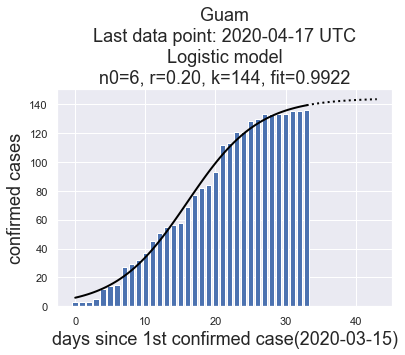 Guam
Last data point: 2020-04-17 UTC
Logistic model
n0=6, r=0.20, k=144, fit=0.9922
140
120
100
80
60
40
20
0
confirmed cases
0 10 20 30 40
days since 1st confirmed case(2020-03-15)